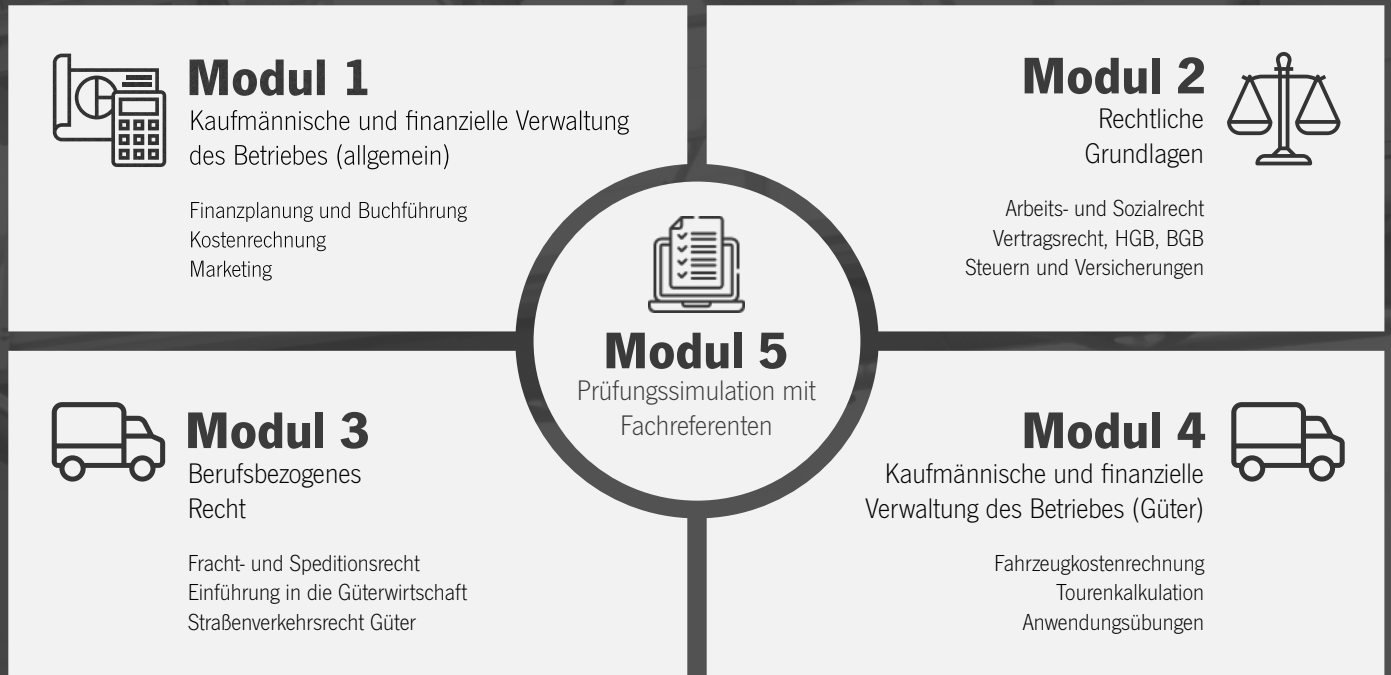 Modul 1
Kaufmännische und finanzielle Verwaltung
des Betriebes (allgemein)
Finanzplanung und Buchführung
Kostenrechnung
Marketing
Modul 2
Rechtliche
Grundlagen
Arbeits- und Sozialrecht
Vertragsrecht, HGB, BGB
Steuern und Versicherungen
Modul 5
Prüfungssimulation mit
Fachreferenten
Modul 3
Berufsbezogenes
Recht
Fracht- und Speditionsrecht
Einführung in die Güterwirtschaft
Straßenverkehrsrecht Güter
Modul 4
Kaufmännische und finanzielle
Verwaltung des Betriebes (Güter)
Fahrzeugkostenrechnung
Tourenkalkulation
Anwendungsübungen